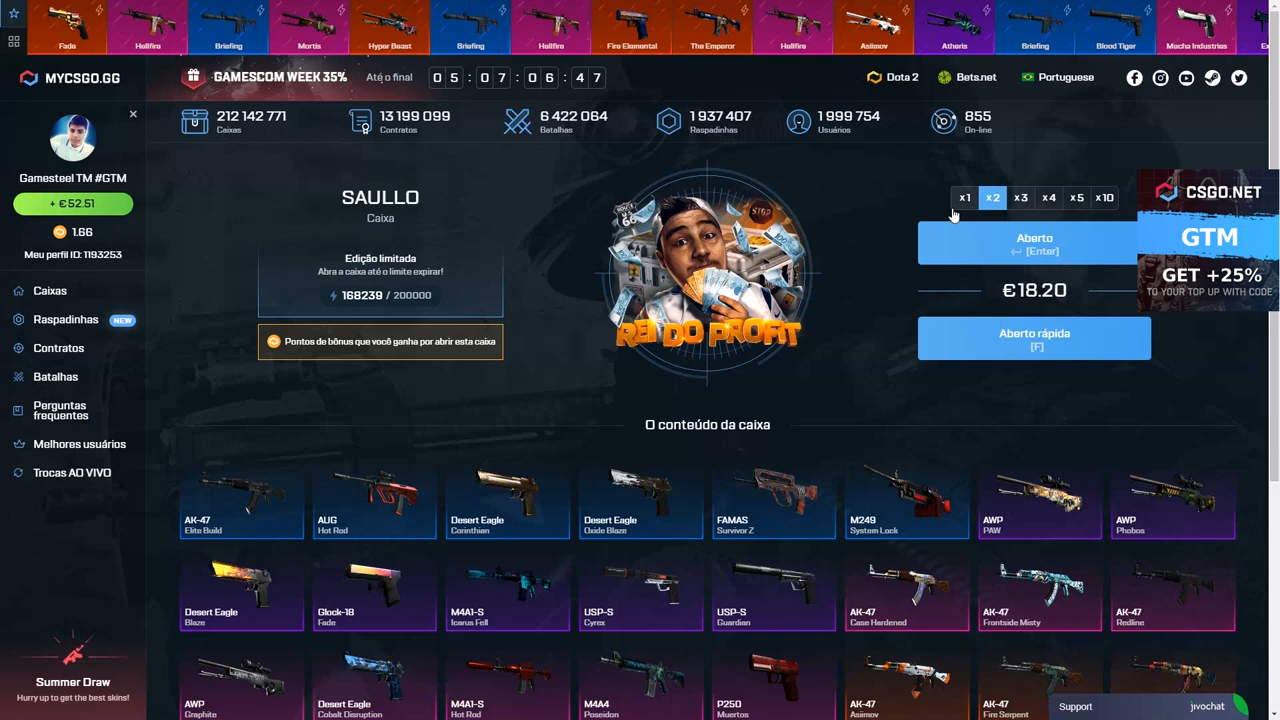 Fade
Hellfire
Briefing
Mortis
Hyper Beast
Briefing
Hellfire
Fire Elemental
The Emperor
Hellfire
Asiimov
Atheris
Briefing
Blood Tiger
Mecha Industries
MYCSGO.GG
GAMESCOM WEEK 35%
Até o final
05:07:06:47
Dota 2
Bets.net
Portuguese
212 142 771
Caixas
13 199 099
Contratos
6 422 064
Batalhas
1 937 407
Raspadinhas
1 999 754
Usuários
855
On-line
Gamesteel TM #GTM
+ €52.51
1.66
Meu perfil ID: 1193253
Caixas
Raspadinhas NEW
Contratos
Batalhas
Perguntas
frequentes
Melhores usuários
Trocas AO VIVO
Summer Draw
Hurry up to get the best skins!
SAULLO
Caixa
Edição limitada
Abra a caixa até o limite expirar!
168239 / 200000
Pontos de bônus que você ganha por abrir esta caixa
ROUTE
66
STOP
REI DO PROFIT
x1 x2 x3 x4 x5 x10
Aberto
[Enter]
€18.20
Aberto rápida
[F]
CSGO.NET
GTM
GET +25%
TO YOUR TOP UP WITH CODE
O conteúdo da caixa
AK-47
Elite Build
AUG
Hot Rod
Desert Eagle
Corinthian
Desert Eagle
Oxide Blaze
FAMAS
Survivor Z
M249
System Lock
AWP
PAW
AWP
Phobos
Desert Eagle
Blaze
Glock-18
Fade
M4A1-S
Icarus Fell
USP-S
Cyrex
USP-S
Guardian
AK-47
Case Hardened
AK-47
Frontside Misty
AK-47
Redline
AWP
Graphite
Desert Eagle
Cobalt Disruption
M4A1-S
Hot Rod
M4A4
Poseidon
P250
Muertos
AK-47
Asiimov
AK-47
Fire Serpent
Support
jivochat